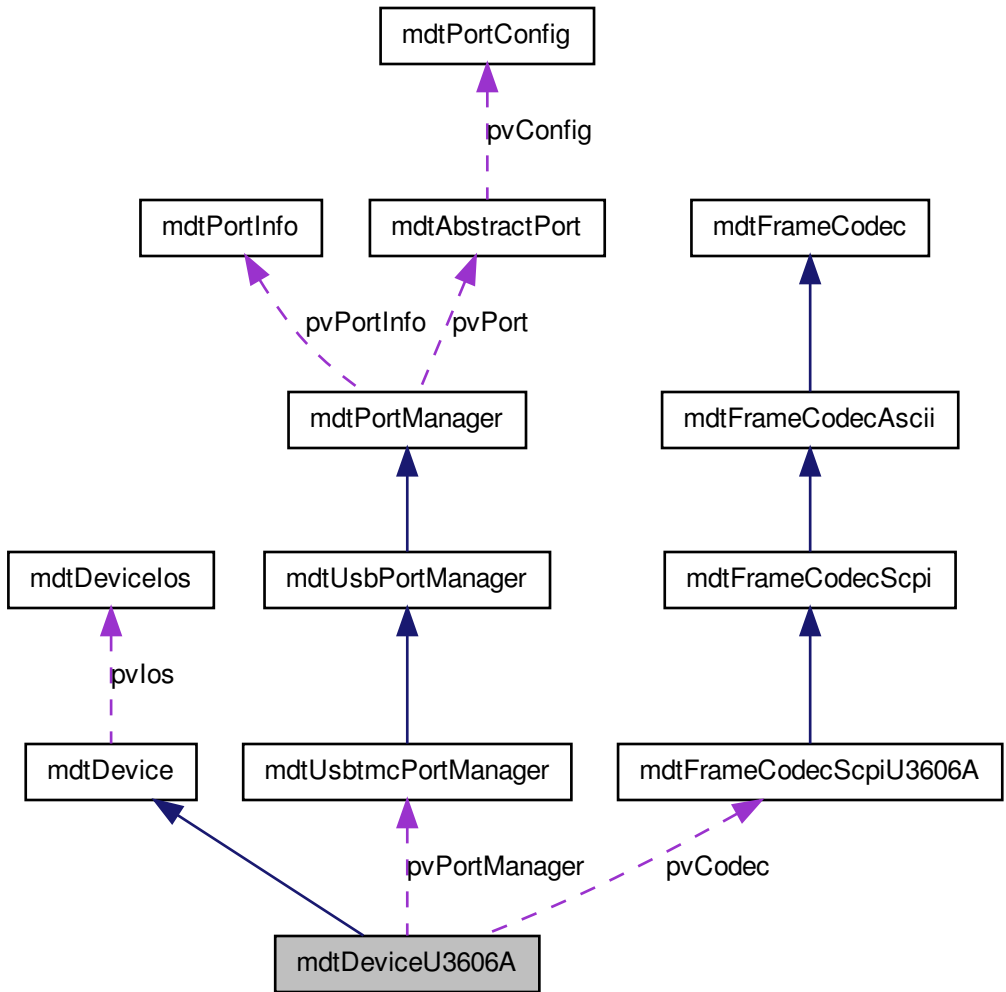 mdtPortConfig
pvConfig
mdtPortInfo
mdtAbstractPort
mdtFrameCodec
pvPortInfo
pvPort
mdtPortManager
mdtFrameCodecAscii
mdtDeviceIos
mdtUsbPortManager
mdtFrameCodecScpi
pvIos
mdtDevice
mdtUsbtmcPortManager
mdtFrameCodecScpiU3606A
pvPortManager
pvCodec
mdtDeviceU3606A